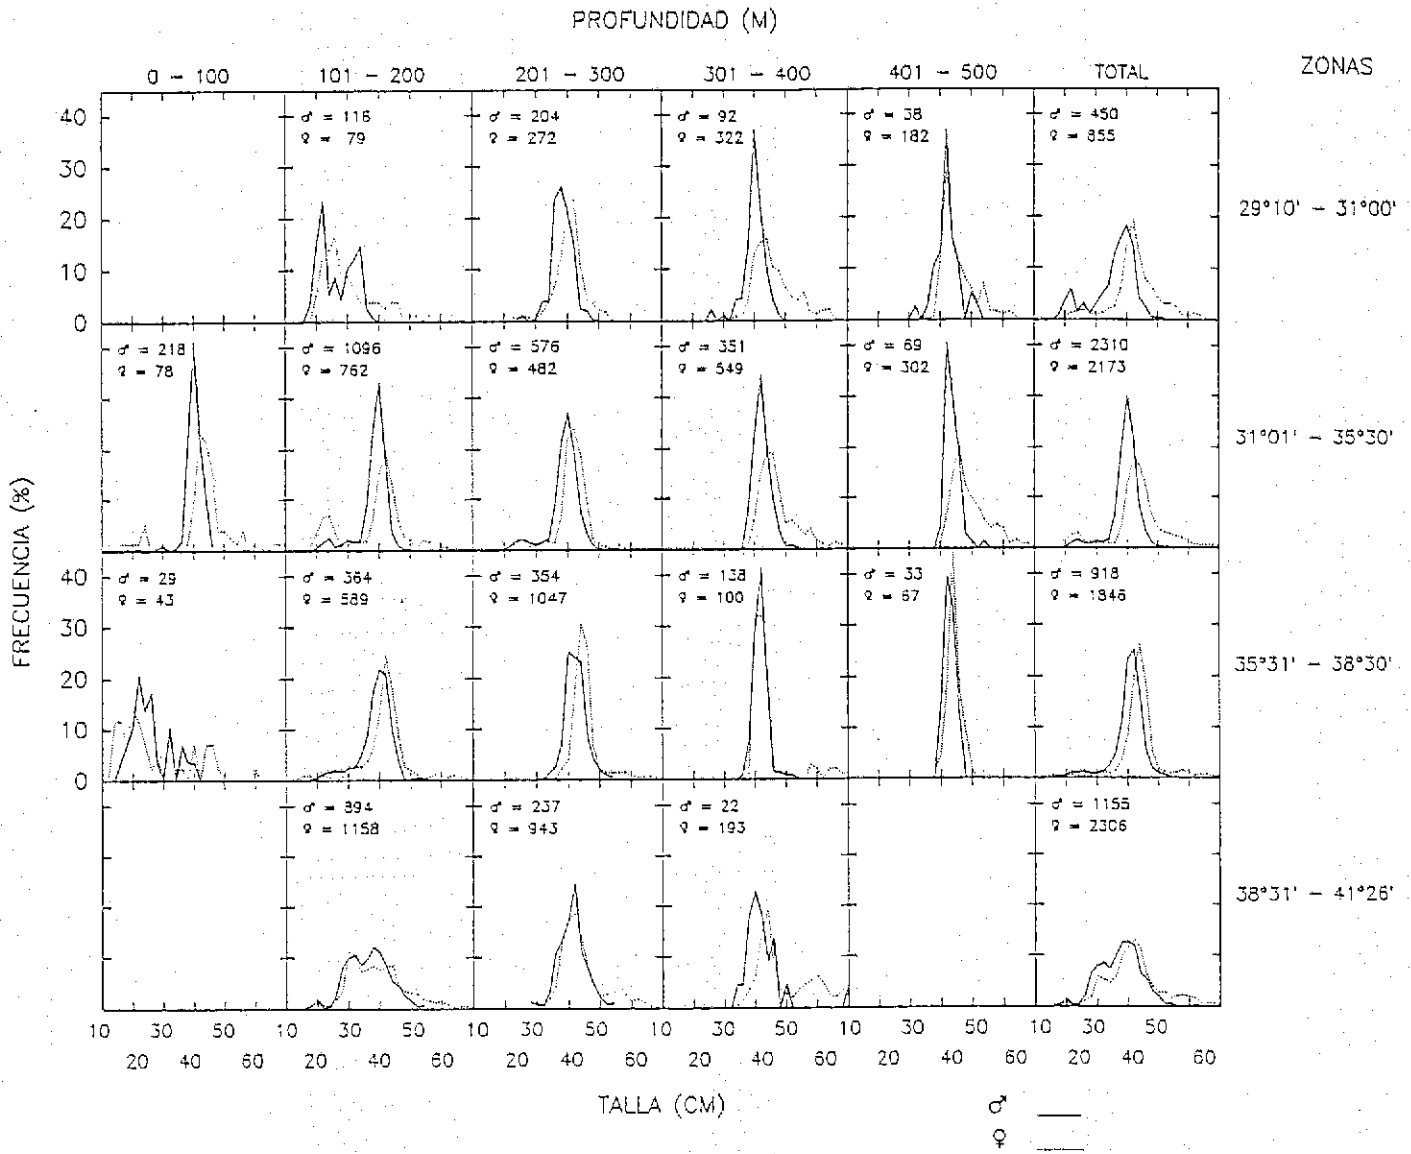 PROFUNDIDAD (M)
0 - 100 101 - 200 201 - 300 301 - 400 401 - 500 TOTAL ZONAS
40 ♂ = 116 ♂ = 204 ♂ = 92 ♂ = 38 ♂ = 450
♀ = 79 ♀ = 272 ♀ = 322 ♀ = 182 ♀ = 855
30
20 29°10' - 31°00'
10
0
♂ = 218 ♂ = 1096 ♂ = 576 ♂ = 351 ♂ = 69 ♂ = 2310
♀ = 78 ♀ = 762 ♀ = 482 ♀ = 549 ♀ = 302 ♀ = 2173
31°01' - 35°30'
FRECUENCIA (%)
40 ♂ = 29 ♂ = 364 ♂ = 354 ♂ = 138 ♂ = 33 ♂ = 918
♀ = 43 ♀ = 589 ♀ = 1047 ♀ = 100 ♀ = 67 ♀ = 1846
30
20 35°31' - 38°30'
10
0
♂ = 894 ♂ = 237 ♂ = 22 ♂ = 1155
♀ = 1158 ♀ = 943 ♀ = 193 ♀ = 2306
38°31' - 41°26'
10 30 50 10 30 50 10 30 50 10 30 50 10 30 50 10 30 50
20 40 60 20 40 60 20 40 60 20 40 60 20 40 60 20 40 60
TALLA (CM)
♂
♀